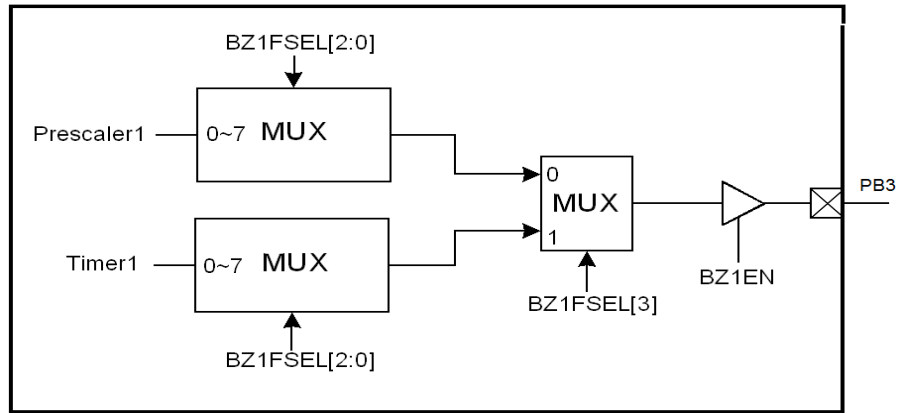 BZ1FSEL[2:0]
Prescaler1
0~7 MUX
0
MUX
1
PB3
Timer1
0~7 MUX
BZ1EN
BZ1FSEL[3]
BZ1FSEL[2:0]